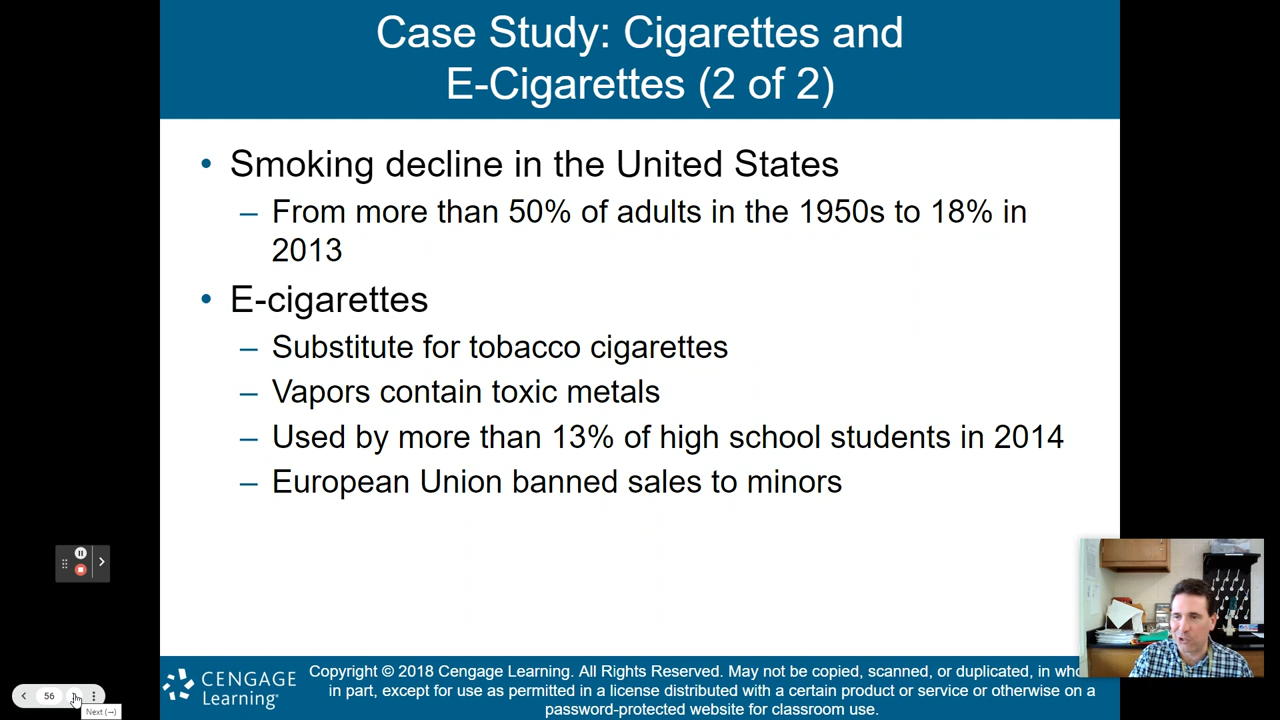 Case Study: Cigarettes and
E-Cigarettes (2 of 2)
• Smoking decline in the United States
– From more than 50% of adults in the 1950s to 18% in
2013
• E-cigarettes
– Substitute for tobacco cigarettes
– Vapors contain toxic metals
– Used by more than 13% of high school students in 2014
– European Union banned sales to minors
CENGAGE
Learning
Copyright © 2018 Cengage Learning. All Rights Reserved. May not be copied, scanned, or duplicated, in
in part, except for use as permitted in a license distributed with a certain product or service or otherwise on a
password-protected website for classroom use.
56
Next (→)